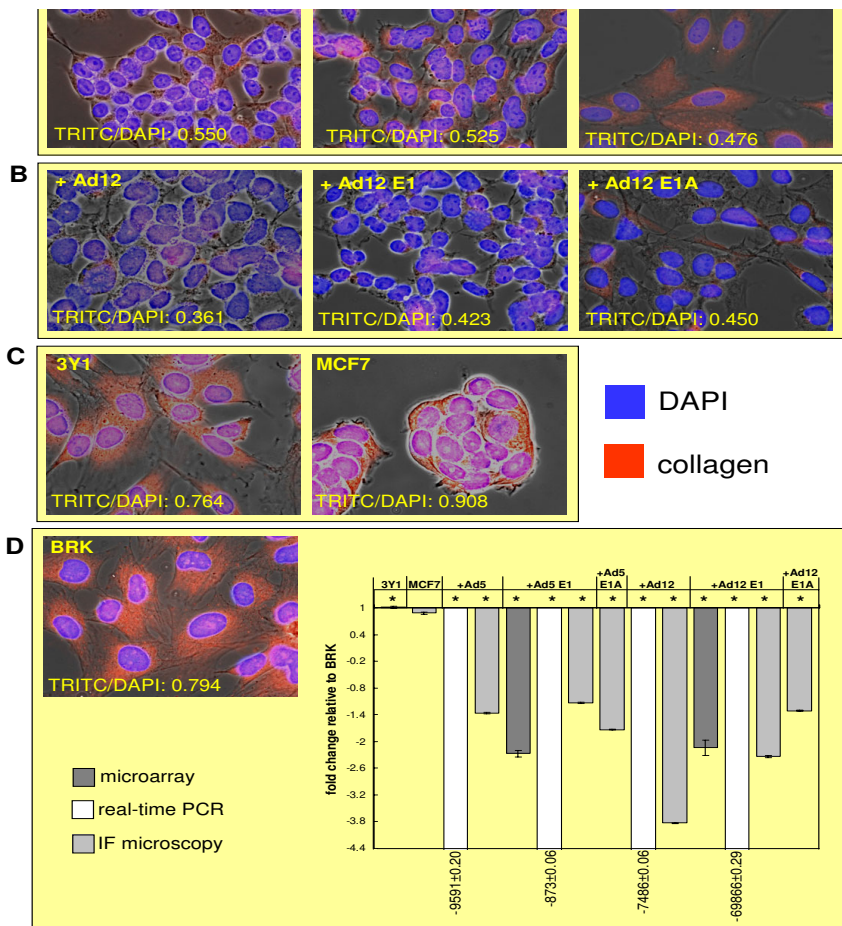 TRITC/DAPI: 0.550
TRITC/DAPI: 0.525
TRITC/DAPI: 0.476
B
+ Ad12
+ Ad12 E1
+ Ad12 E1A
TRITC/DAPI: 0.361
TRITC/DAPI: 0.423
TRITC/DAPI: 0.450
C
3Y1
MCF7
TRITC/DAPI: 0.764
TRITC/DAPI: 0.908
DAPI
collagen
D
BRK
TRITC/DAPI: 0.794
microarray
real-time PCR
IF microscopy
3Y1
MCF7
+Ad5
+Ad5 E1
+Ad5
E1A
+Ad12
+Ad12 E1
+Ad12
E1A
* * * * * * * * * * * * *
fold change relative to BRK
1
0.4
-0.2
-0.8
-1.4
-2
-2.6
-3.2
-3.8
-4.4
-9591±0.20
-873±0.06
-7486±0.06
-69866±0.29